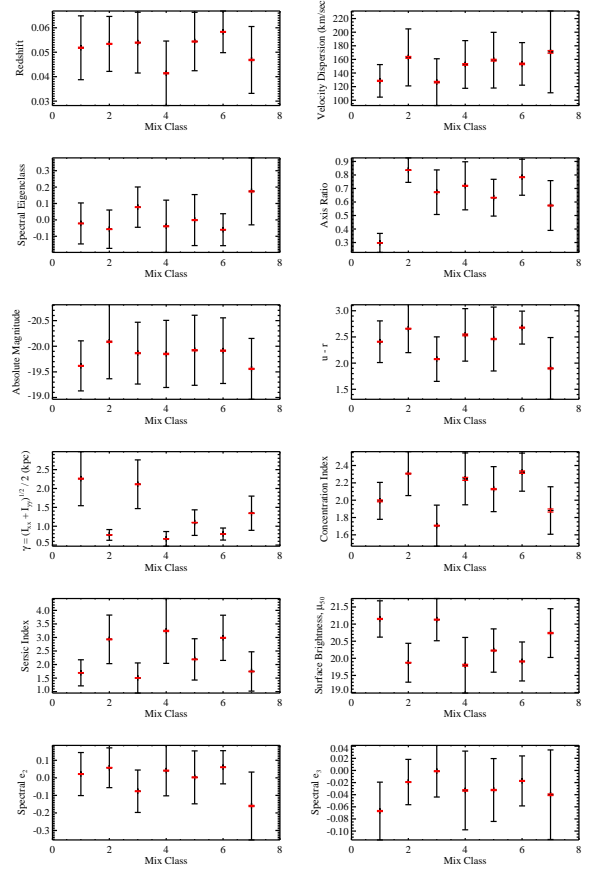 0.06
0.05
0.04
0.03
Redshift
0 2 4 6 8
Mix Class
220
200
180
160
140
120
100
Velocity Dispersion (km/sec
0 2 4 6 8
Mix Class
0.3
0.2
0.1
0.0
-0.1
Spectral Eigenclass
0 2 4 6 8
Mix Class
0.9
0.8
0.7
0.6
0.5
0.4
0.3
Axis Ratio
0 2 4 6 8
Mix Class
-20.5
-20.0
-19.5
-19.0
Absolute Magnitude
0 2 4 6 8
Mix Class
3.0
2.5
2.0
1.5
u - r
0 2 4 6 8
Mix Class
2.5
2.0
1.5
1.0
0.5
γ = (I_xx + I_yy)^1/2 / 2 (kpc)
0 2 4 6 8
Mix Class
2.4
2.2
2.0
1.8
1.6
Concentration Index
0 2 4 6 8
Mix Class
4.0
3.5
3.0
2.5
2.0
1.5
1.0
Sersic Index
0 2 4 6 8
Mix Class
21.5
21.0
20.5
20.0
19.5
19.0
Surface Brightness, μ_50
0 2 4 6 8
Mix Class
0.1
0.0
-0.1
-0.2
-0.3
Spectral e_2
0 2 4 6 8
Mix Class
0.04
0.02
-0.00
-0.02
-0.04
-0.06
-0.08
-0.10
Spectral e_3
0 2 4 6 8
Mix Class